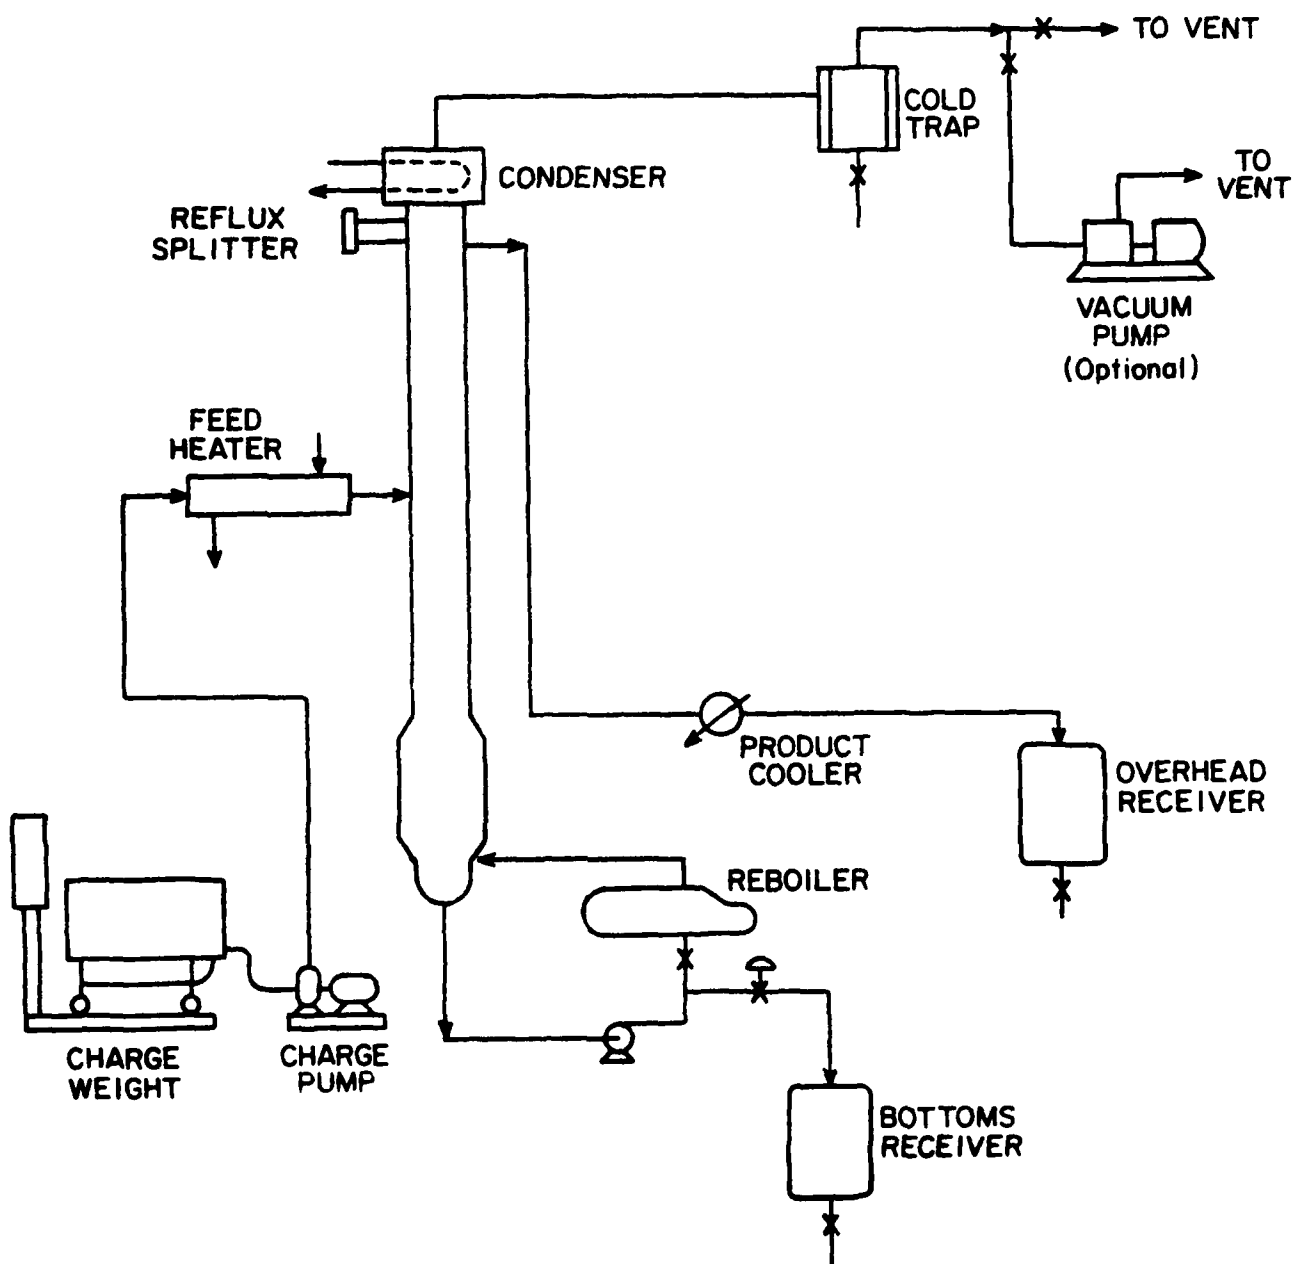 TO VENT
COLD
TRAP
TO
VENT
CONDENSER
REFLUX
SPLITTER
VACUUM
PUMP
(Optional)
FEED
HEATER
PRODUCT
COOLER
OVERHEAD
RECEIVER
REBOILER
CHARGE
WEIGHT
CHARGE
PUMP
BOTTOMS
RECEIVER